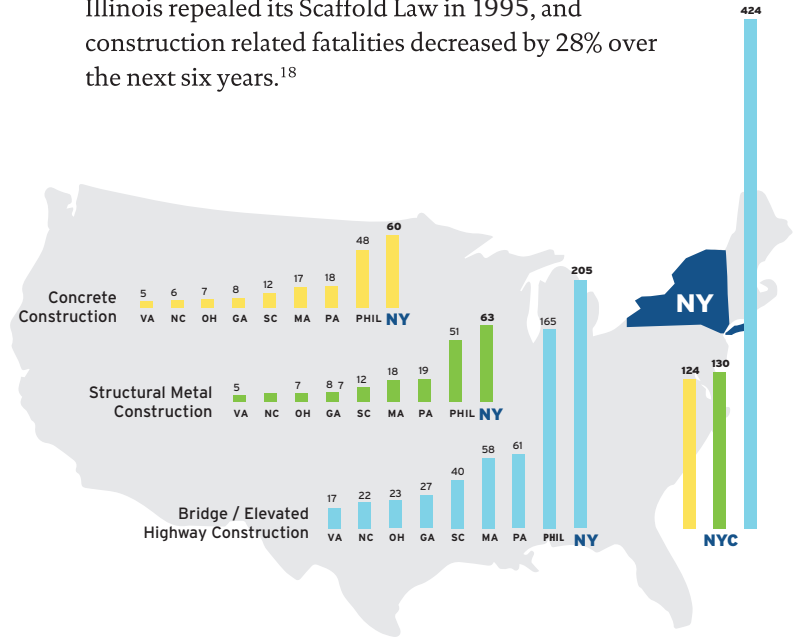 Illinois repealed its Scaffold Law in 1995, and
construction related fatalities decreased by 28% over
the next six years.18
424
Concrete
Construction
5 6 7 8 12 17 18 48 60
VA NC OH GA SC MA PA PHIL NY
NY
Structural Metal
Construction
5 7 8 7 12 18 19 51 63
VA NC OH GA SC MA PA PHIL NY
Bridge / Elevated
Highway Construction
17 22 23 27 40 58 61 165 205
VA NC OH GA SC MA PA PHIL NY
124 130
NYC